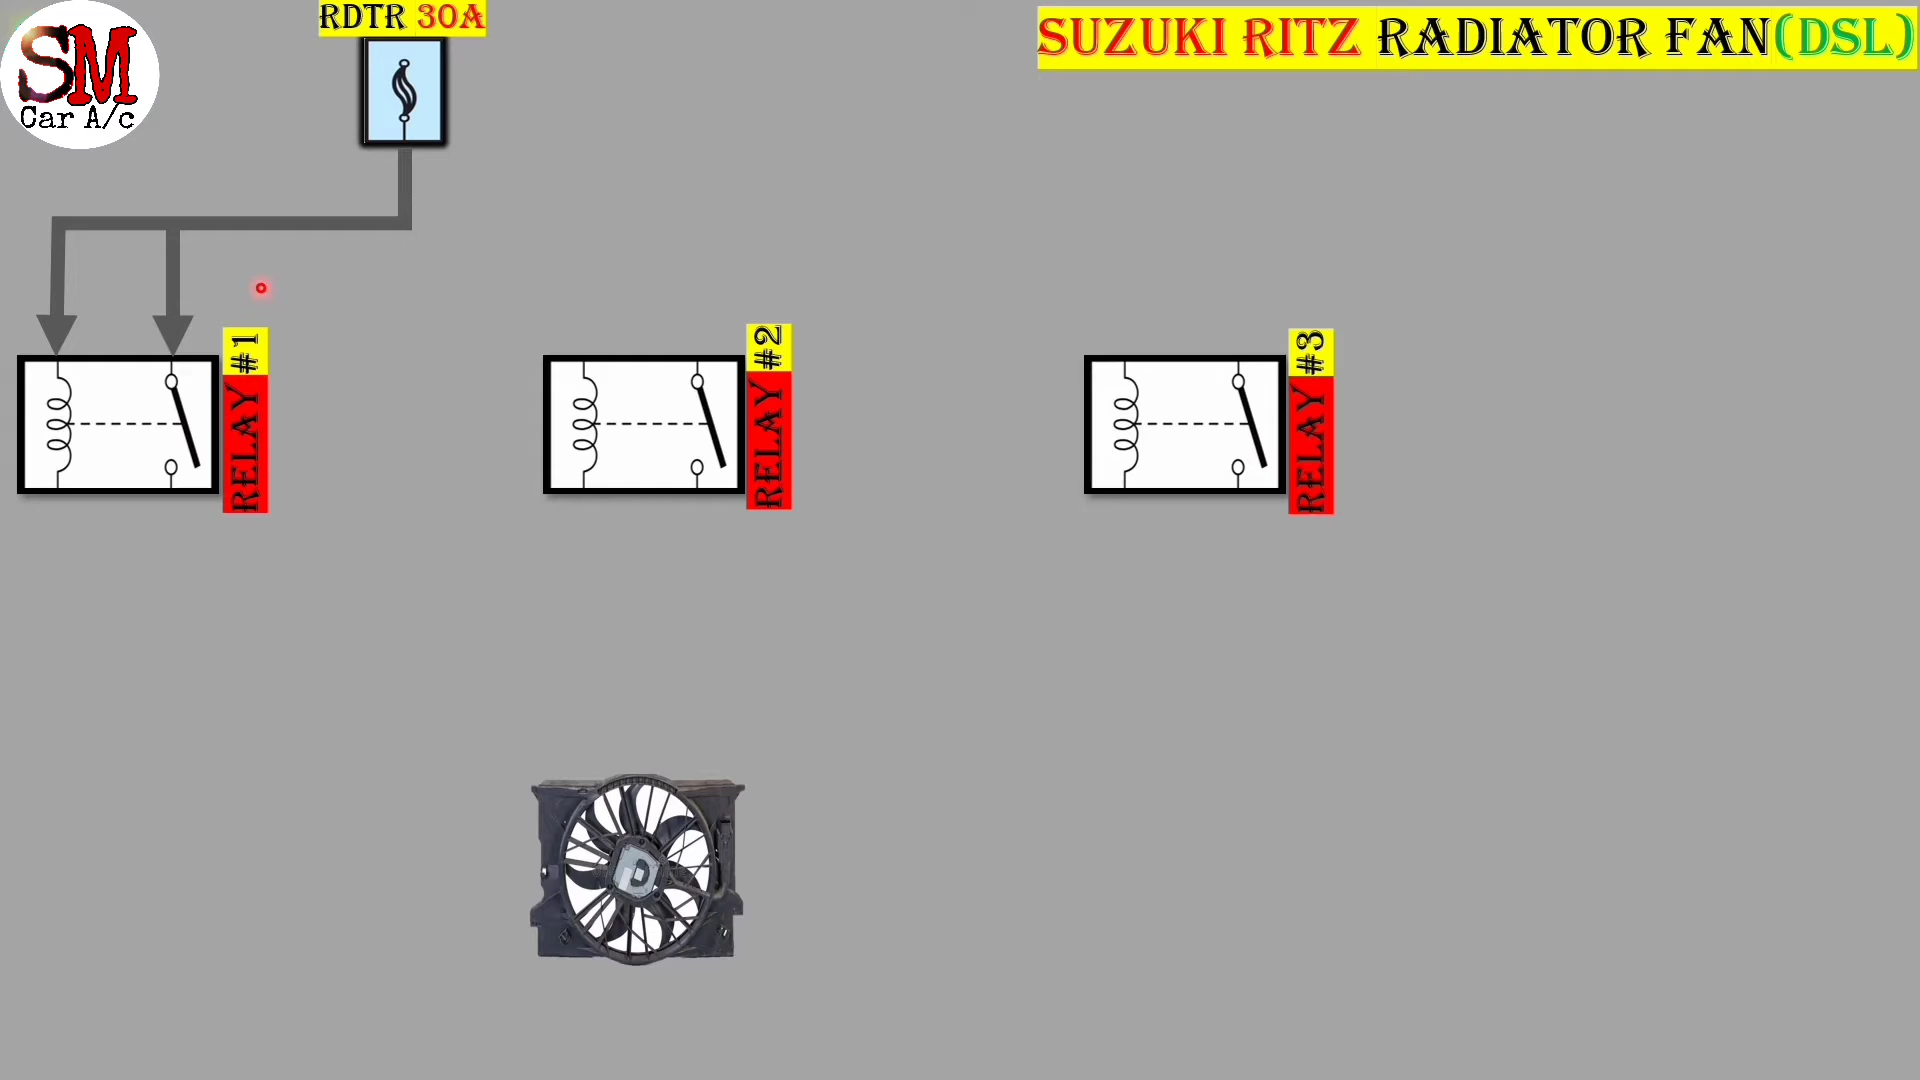 SM
Car A/c
RDTR 30A
SUZUKI RITZ RADIATOR FAN(DSL)
RELAY #1
RELAY #2
RELAY #3